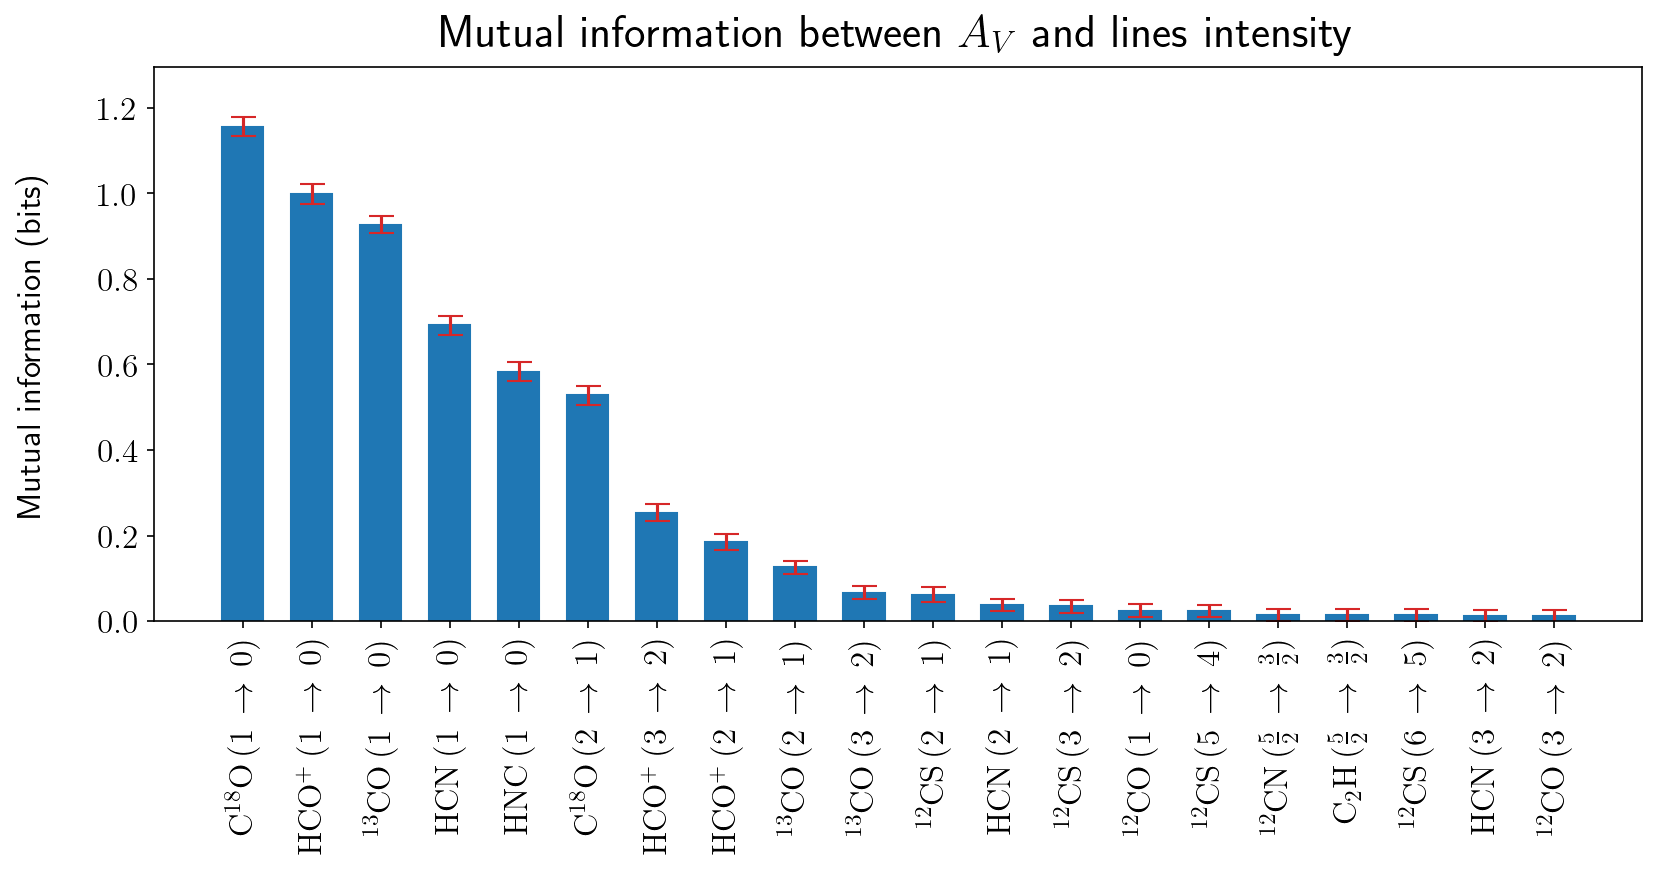 Mutual information between A_V and lines intensity
Mutual information (bits)
1.2
1.0
0.8
0.6
0.4
0.2
0.0
C¹⁸O (1 → 0)
HCO⁺ (1 → 0)
¹³CO (1 → 0)
HCN (1 → 0)
HNC (1 → 0)
C¹⁸O (2 → 1)
HCO⁺ (3 → 2)
HCO⁺ (2 → 1)
¹³CO (2 → 1)
¹³CO (3 → 2)
¹²CS (2 → 1)
HCN (2 → 1)
¹²CS (3 → 2)
¹²CO (1 → 0)
¹²CS (5 → 4)
¹²CN (5/2 → 3/2)
C₂H (5/2 → 3/2)
¹²CS (6 → 5)
HCN (3 → 2)
¹²CO (3 → 2)